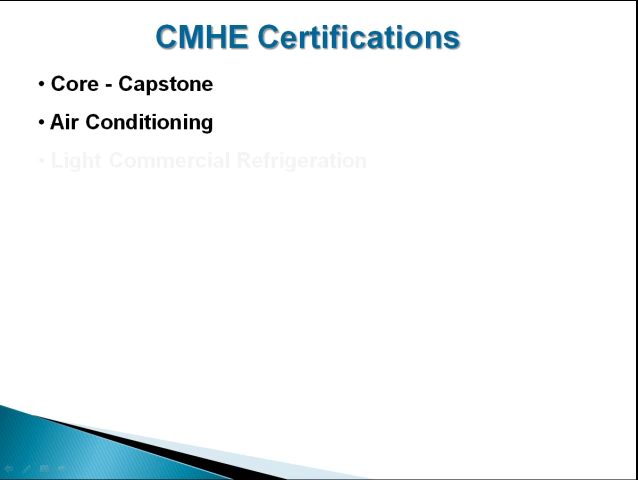 CMHE Certifications
• Core - Capstone
• Air Conditioning
• Light Commercial Refrigeration